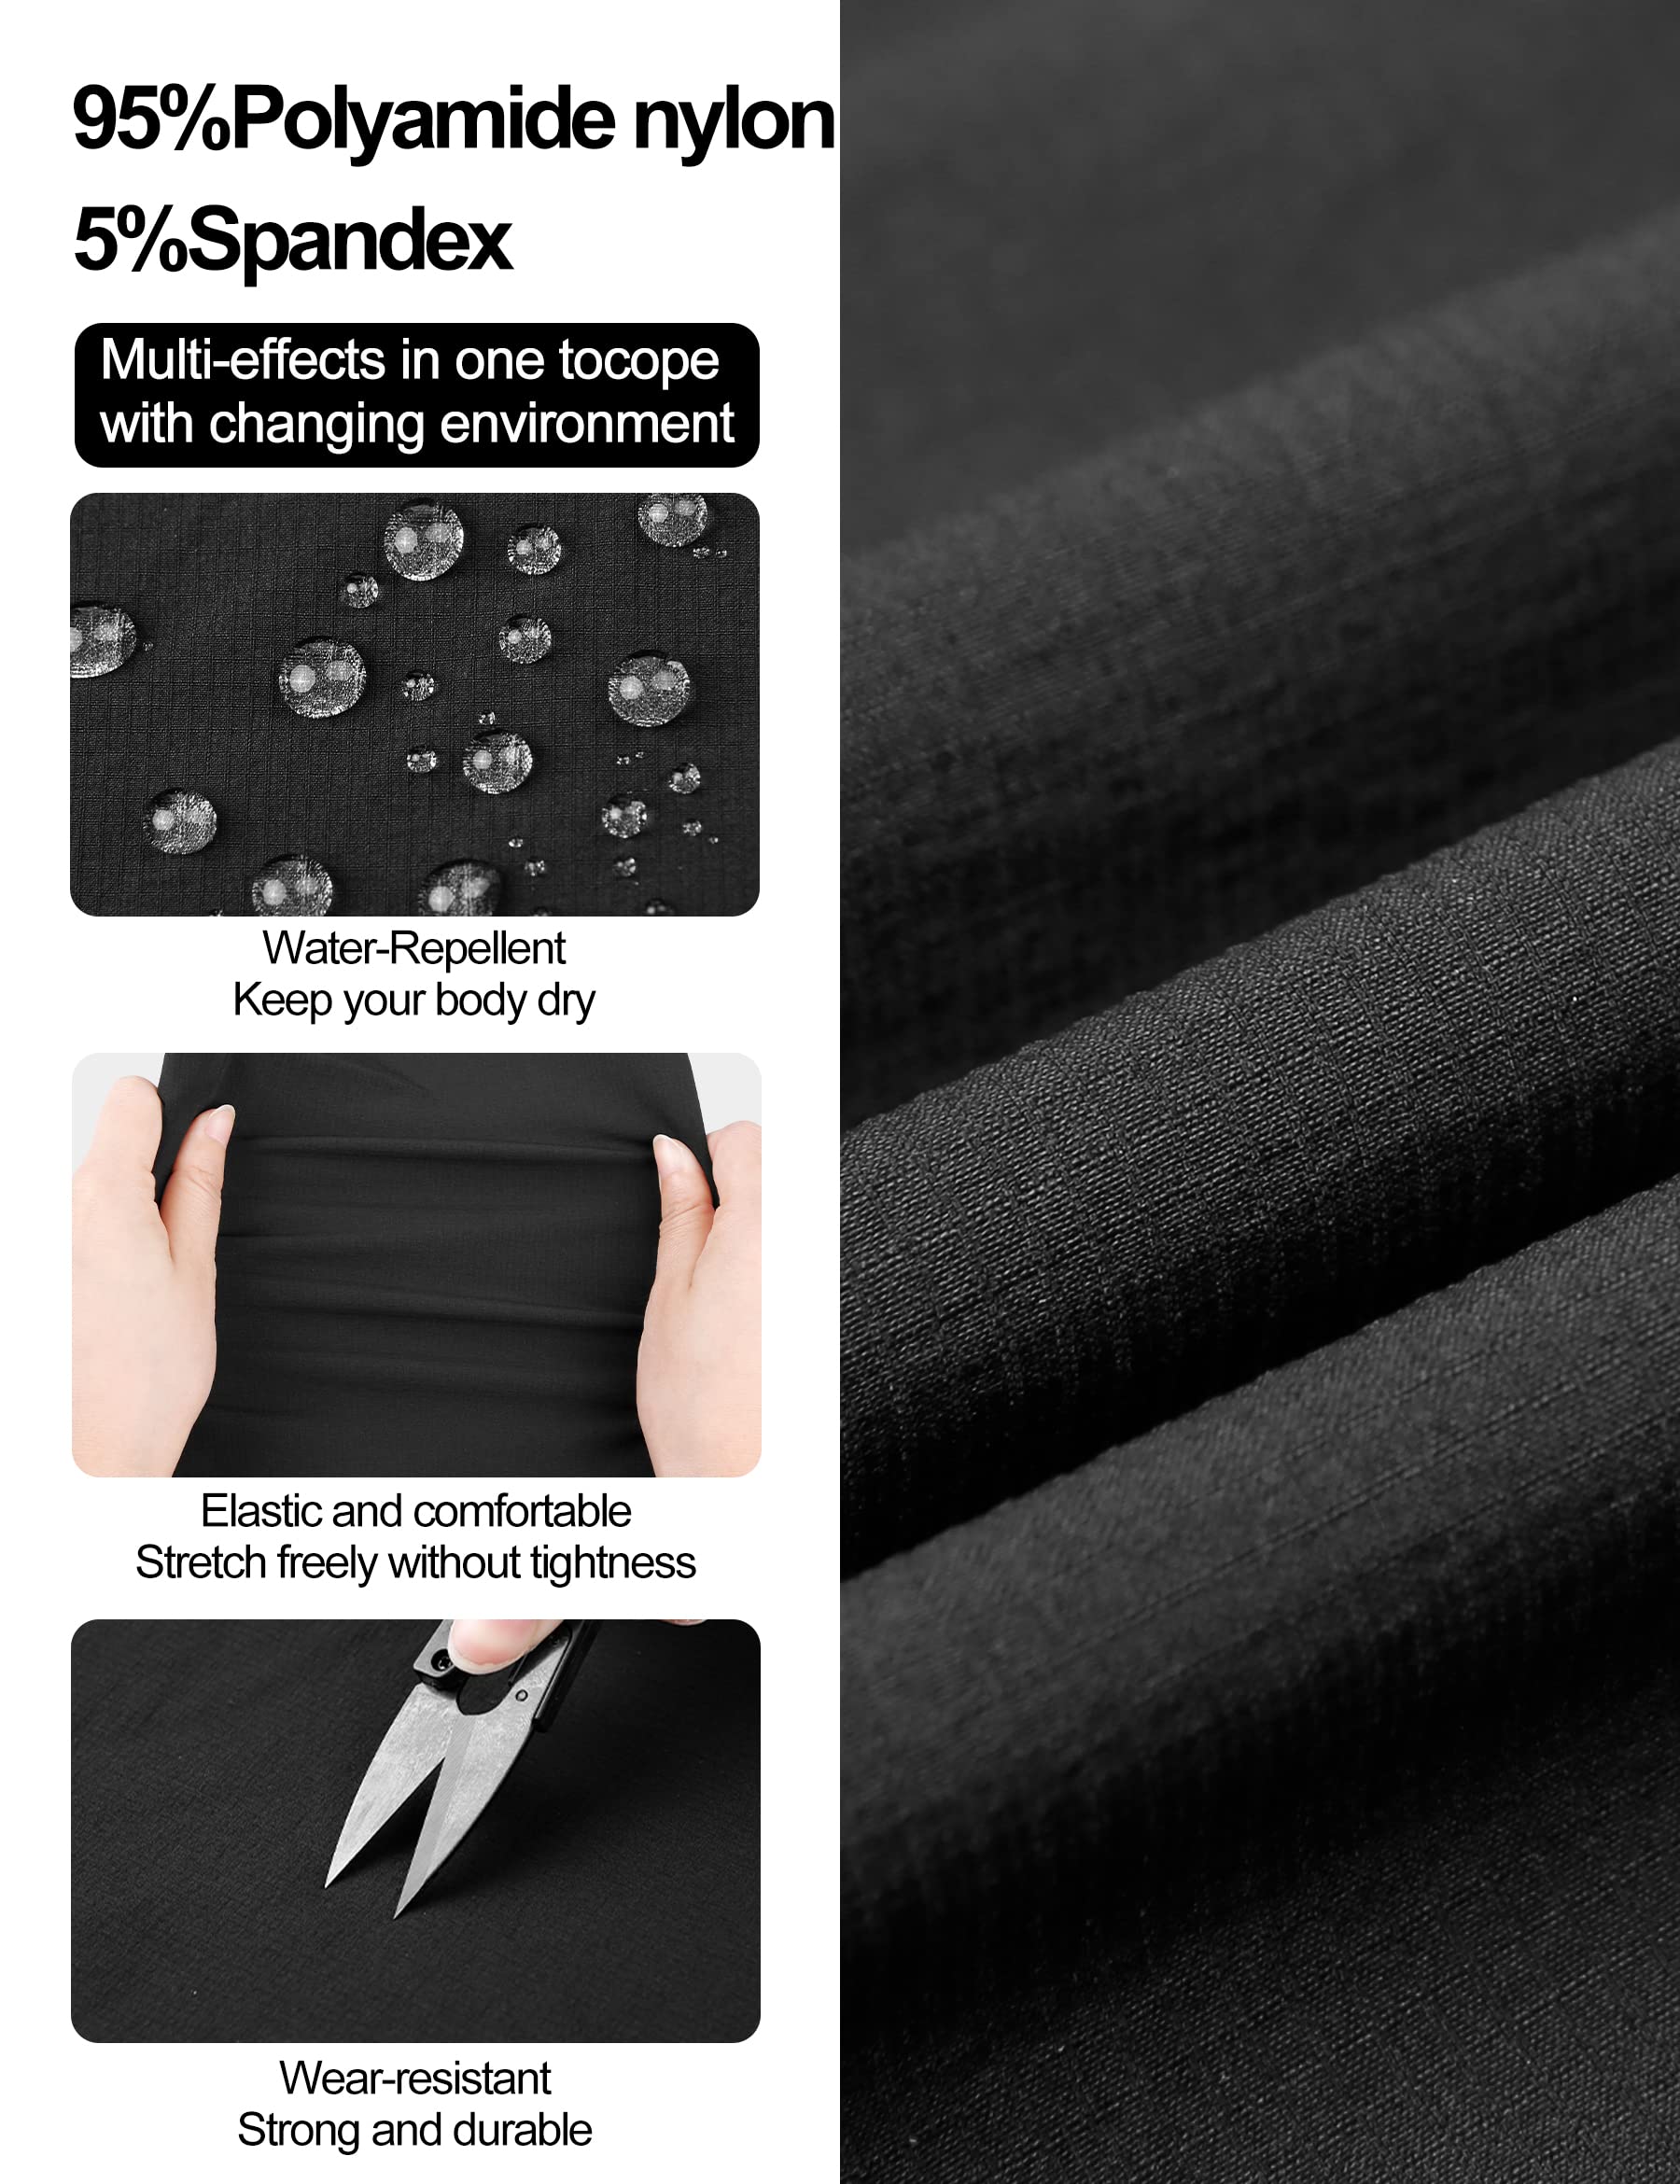 95%Polyamide nylon
5%Spandex
Multi-effects in one tocope
with changing environment
Water-Repellent
Keep your body dry
Elastic and comfortable
Stretch freely without tightness
Wear-resistant
Strong and durable